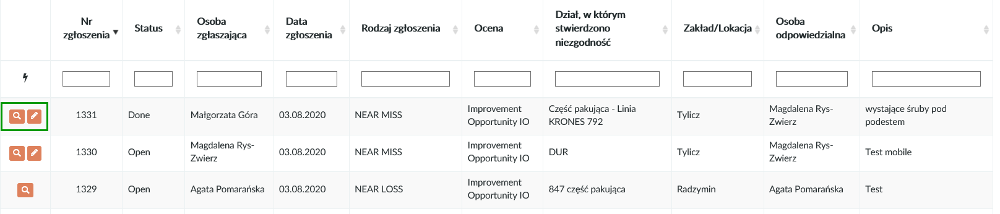 Nr zgłoszenia
Status
Osoba zgłaszająca
Data zgłoszenia
Rodzaj zgłoszenia
Ocena
Dział, w którym stwierdzono niezgodność
Zakład/Lokacja
Osoba odpowiedzialna
Opis
1331
Done
Małgorzata Góra
03.08.2020
NEAR MISS
Improvement Opportunity IO
Część pakująca - Linia KRONES 792
Tylicz
Magdalena Rys-Zwierz
wystające śruby pod podestem
1330
Open
Magdalena Rys-Zwierz
03.08.2020
NEAR MISS
Improvement Opportunity IO
DUR
Tylicz
Magdalena Rys-Zwierz
Test mobile
1329
Open
Agata Pomarańska
03.08.2020
NEAR LOSS
Improvement Opportunity IO
847 część pakująca
Radzymin
Agata Pomarańska
Test